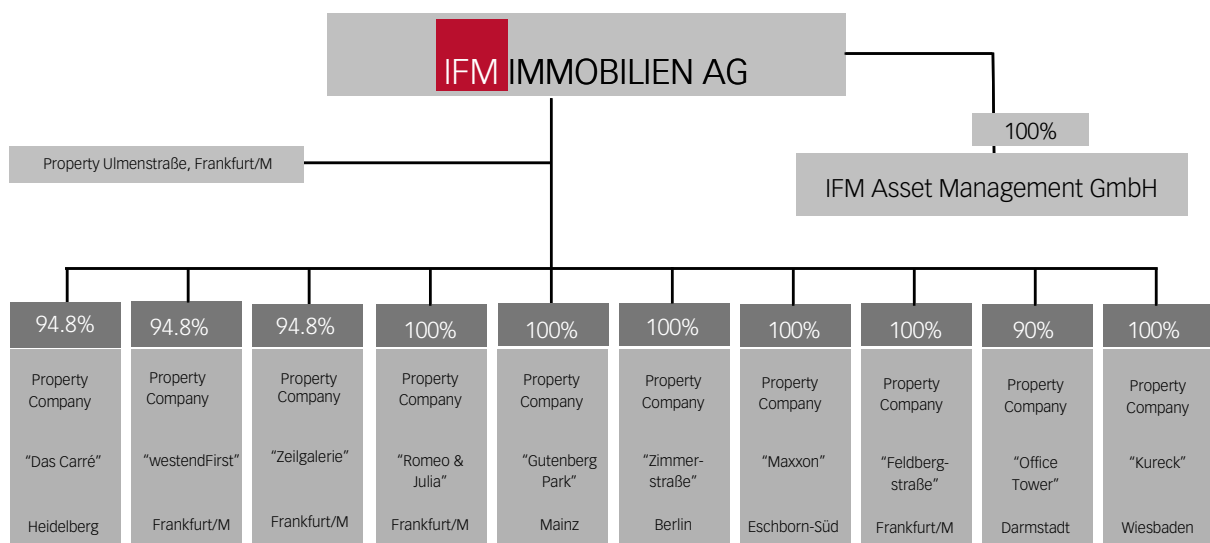 IFM IMMOBILIEN AG
100%
Property Ulmenstraße, Frankfurt/M
IFM Asset Management GmbH
94.8%
Property
Company
“Das Carré”
Heidelberg
94.8%
Property
Company
“westendFirst”
Frankfurt/M
94.8%
Property
Company
“Zeilgalerie”
Frankfurt/M
100%
Property
Company
“Romeo &
Julia”
Frankfurt/M
100%
Property
Company
“Gutenberg
Park”
Mainz
100%
Property
Company
“Zimmer-
straße”
Berlin
100%
Property
Company
“Maxxon”
Eschborn-Süd
100%
Property
Company
“Feldberg-
straße”
Frankfurt/M
90%
Property
Company
“Office
Tower”
Darmstadt
100%
Property
Company
“Kureck”
Wiesbaden